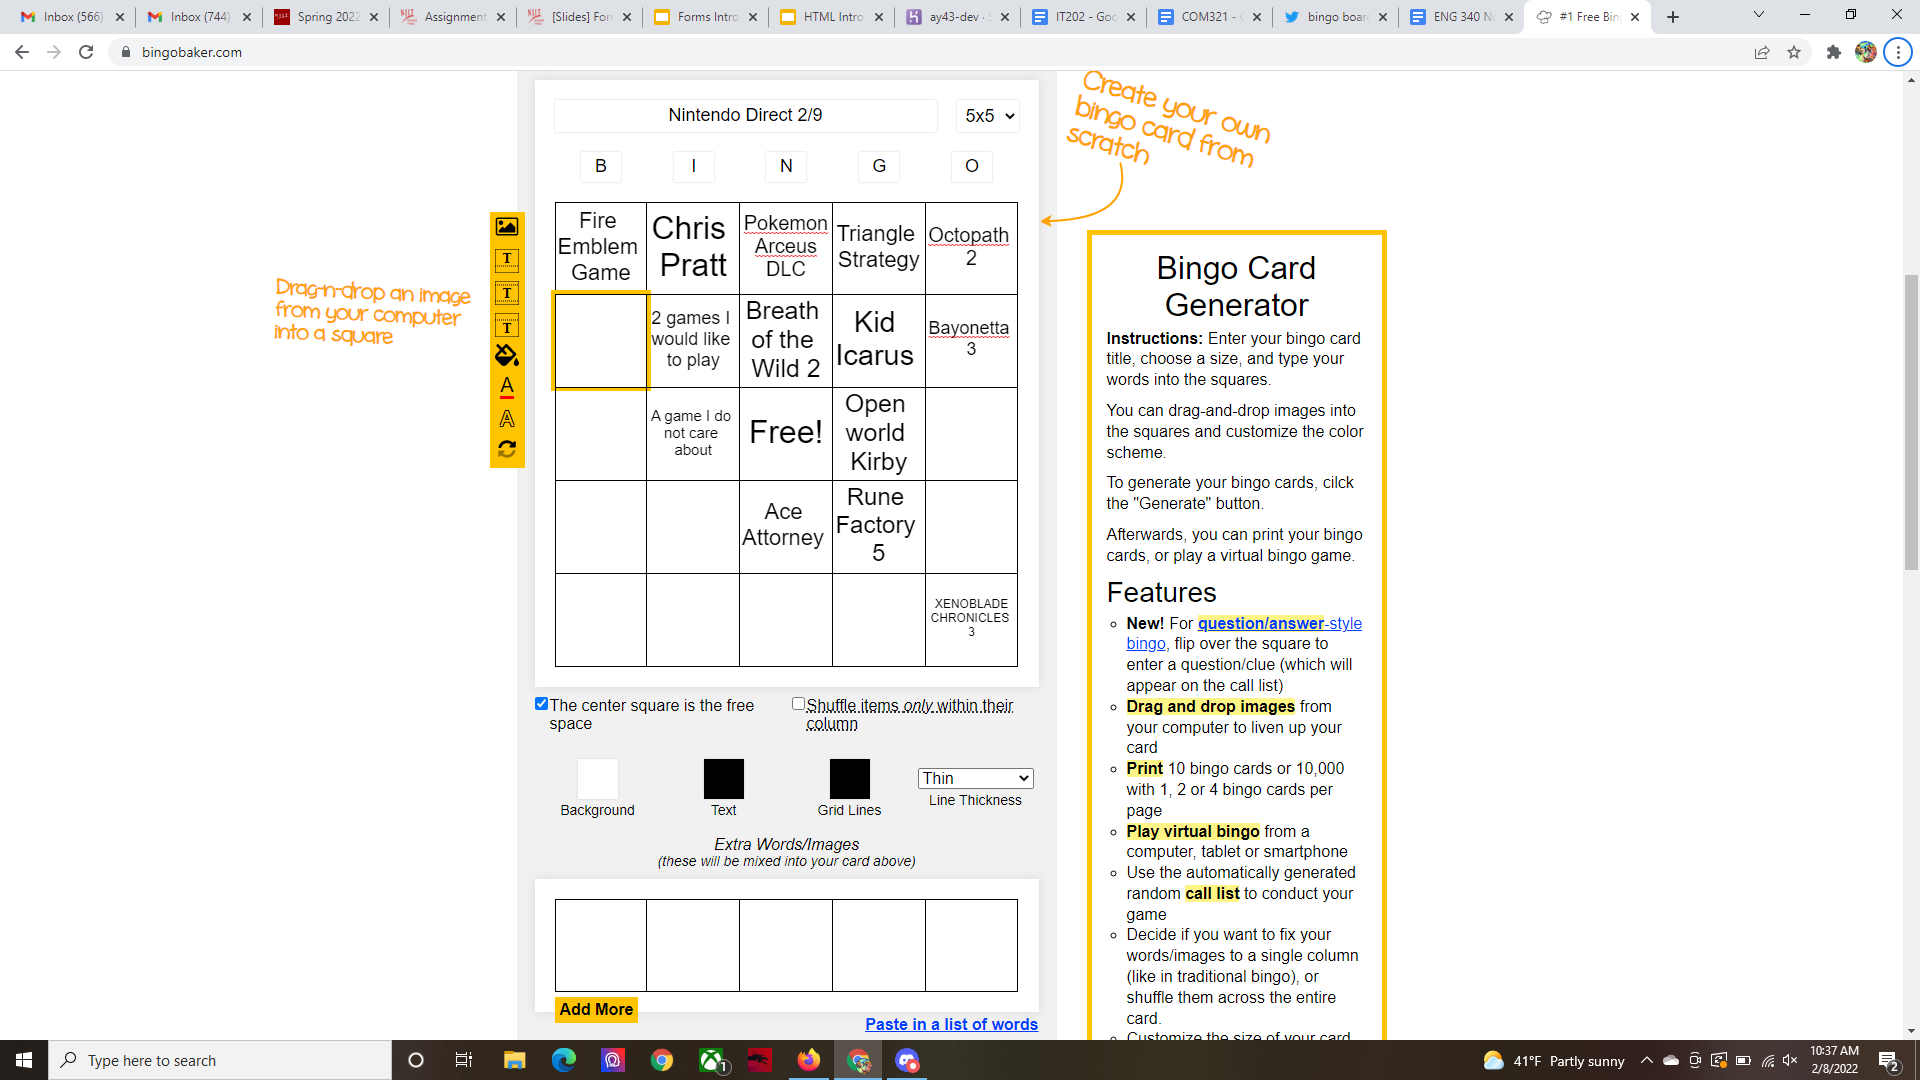 Inbox (566)
Inbox (744)
Spring 2022
Assignment
[Slides] For
Forms Intro
HTML Intro
ay43-dev
IT202 - Goo
COM321 -
bingo boar
ENG 340 N
#1 Free Bin
bingobaker.com
Create your own
bingo card from
scratch
Nintendo Direct 2/9
5x5
B I N G O
Fire
Emblem
Game
Chris
Pratt
Pokemon
Arceus
DLC
Triangle
Strategy
Octopath
2
2 games I
would like
to play
Breath
of the
Wild 2
Kid
Icarus
Bayonetta
3
A game I do
not care
about
Free!
Open
world
Kirby
Ace
Attorney
Rune
Factory
5
XENOBLADE
CHRONICLES
3
Drag-n-drop an image
from your computer
into a square
T
T
T
A
A
The center square is the free
space
Shuffle items only within their
column
Background
Text
Grid Lines
Thin
Line Thickness
Extra Words/Images
(these will be mixed into your card above)
Add More
Paste in a list of words
Bingo Card
Generator
Instructions: Enter your bingo card
title, choose a size, and type your
words into the squares.
You can drag-and-drop images into
the squares and customize the color
scheme.
To generate your bingo cards, cilck
the "Generate" button.
Afterwards, you can print your bingo
cards, or play a virtual bingo game.
Features
New! For question/answer-style
bingo, flip over the square to
enter a question/clue (which will
appear on the call list)
Drag and drop images from
your computer to liven up your
card
Print 10 bingo cards or 10,000
with 1, 2 or 4 bingo cards per
page
Play virtual bingo from a
computer, tablet or smartphone
Use the automatically generated
random call list to conduct your
game
Decide if you want to fix your
words/images to a single column
(like in traditional bingo), or
shuffle them across the entire
card.
Customize the size of your card
Type here to search
1
41°F Partly sunny
10:37 AM
2/8/2022
2